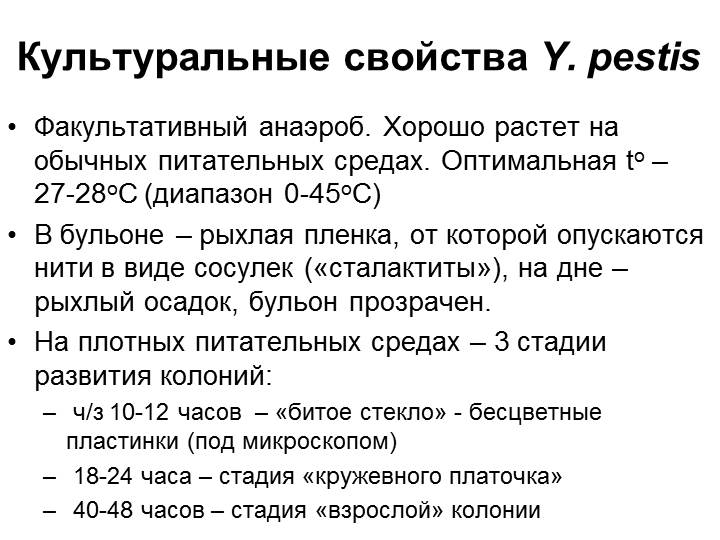 Культуральные свойства Y. pestis
• Факультативный анаэроб. Хорошо растет на
обычных питательных средах. Оптимальная tº –
27-28ºС (диапазон 0-45ºС)
• В бульоне – рыхлая пленка, от которой опускаются
нити в виде сосулек («сталактиты»), на дне –
рыхлый осадок, бульон прозрачен.
• На плотных питательных средах – 3 стадии
развития колоний:
– ч/з 10-12 часов – «битое стекло» - бесцветные
пластинки (под микроскопом)
– 18-24 часа – стадия «кружевного платочка»
– 40-48 часов – стадия «взрослой» колонии